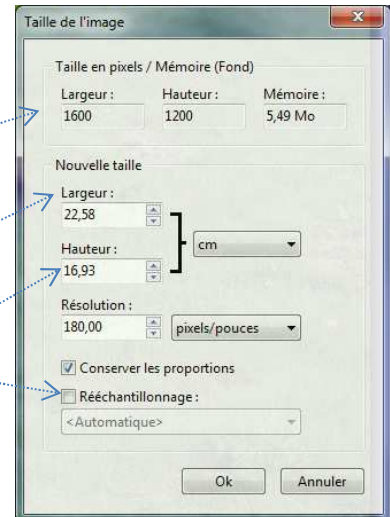 Taille de l'image
Taille en pixels / Mémoire (Fond)
Largeur : Hauteur : Mémoire :
1600 1200 5,49 Mo
Nouvelle taille
Largeur :
22,58
cm
Hauteur :
16,93
Résolution :
180,00 pixels/pouces
Conserver les proportions
Rééchantillonnage :
<Automatique>
Ok Annuler